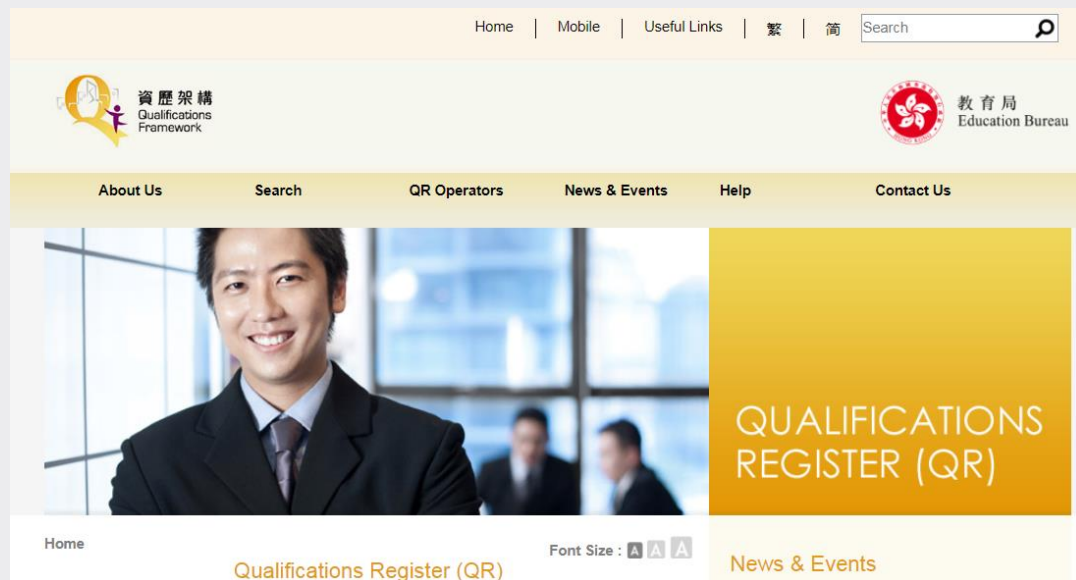 Home | Mobile | Useful Links | 繁 | 简 Search
資歷架構
Qualifications
Framework
教育局
Education Bureau
About Us Search QR Operators News & Events Help Contact Us
QUALIFICATIONS
REGISTER (QR)
Home
Font Size : A A A
Qualifications Register (QR)
News & Events